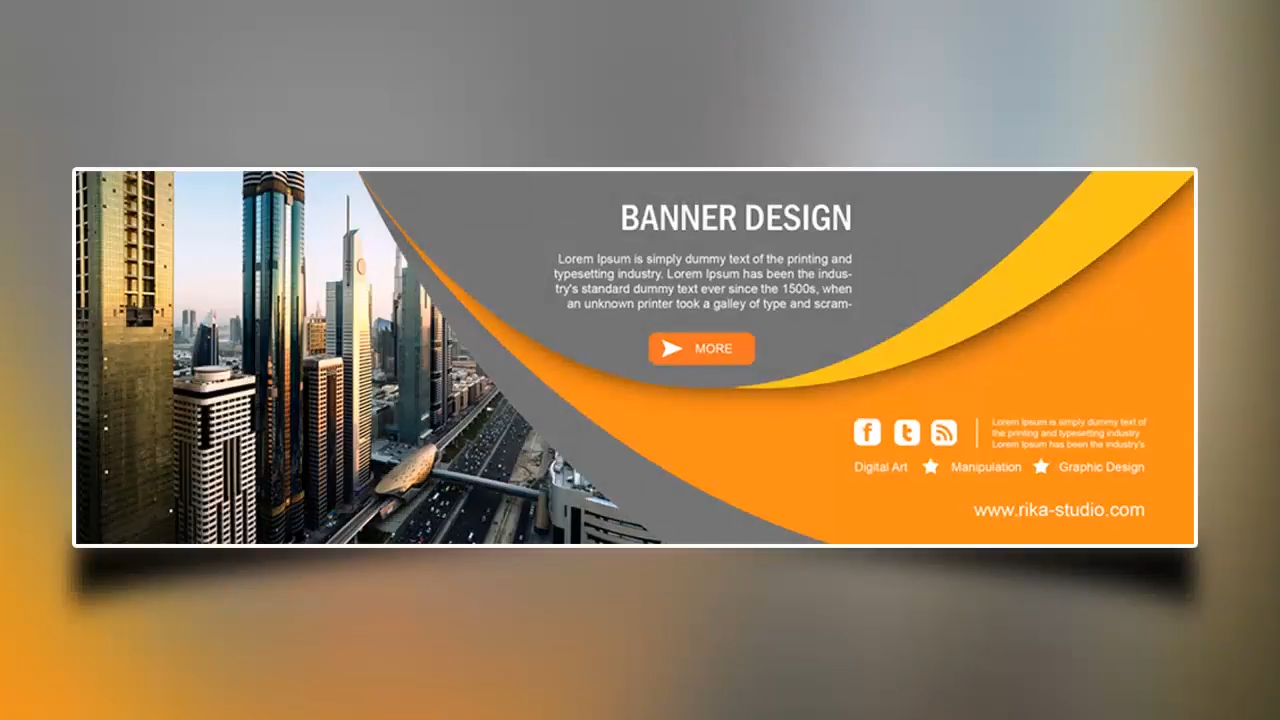 BANNER DESIGN
Lorem Ipsum is simply dummy text of the printing and
typesetting industry. Lorem Ipsum has been the indus-
try's standard dummy text ever since the 1500s, when
an unknown printer took a galley of type and scram-
MORE
Lorem Ipsum is simply dummy text of
the printing and typesetting industry
Lorem Ipsum has been the industry's
Digital Art Manipulation Graphic Design
www.rika-studio.com